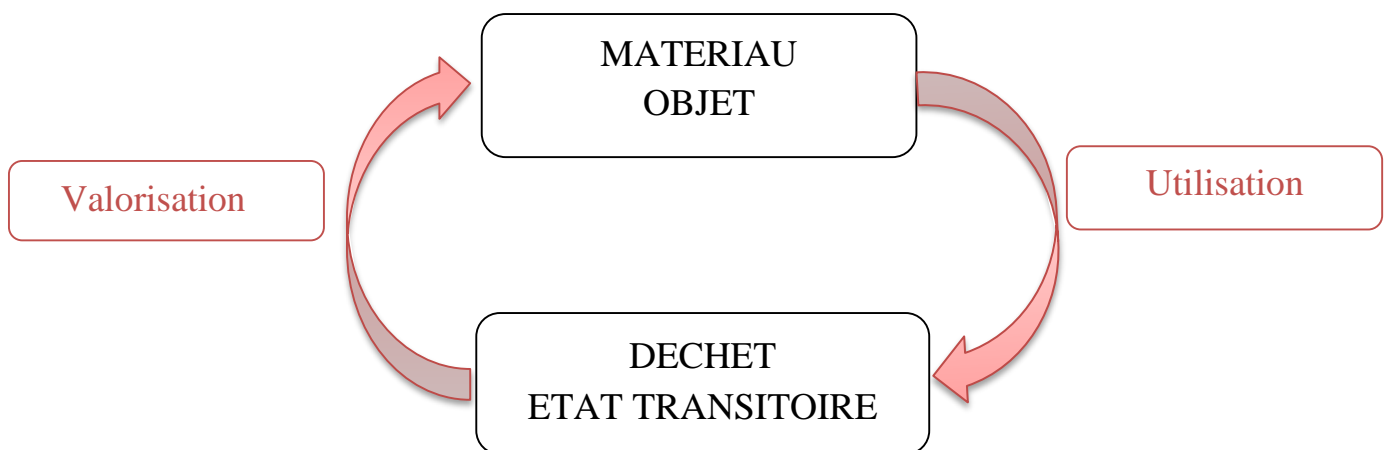 MATERIAU
OBJET
Valorisation
Utilisation
DECHET
ETAT TRANSITOIRE